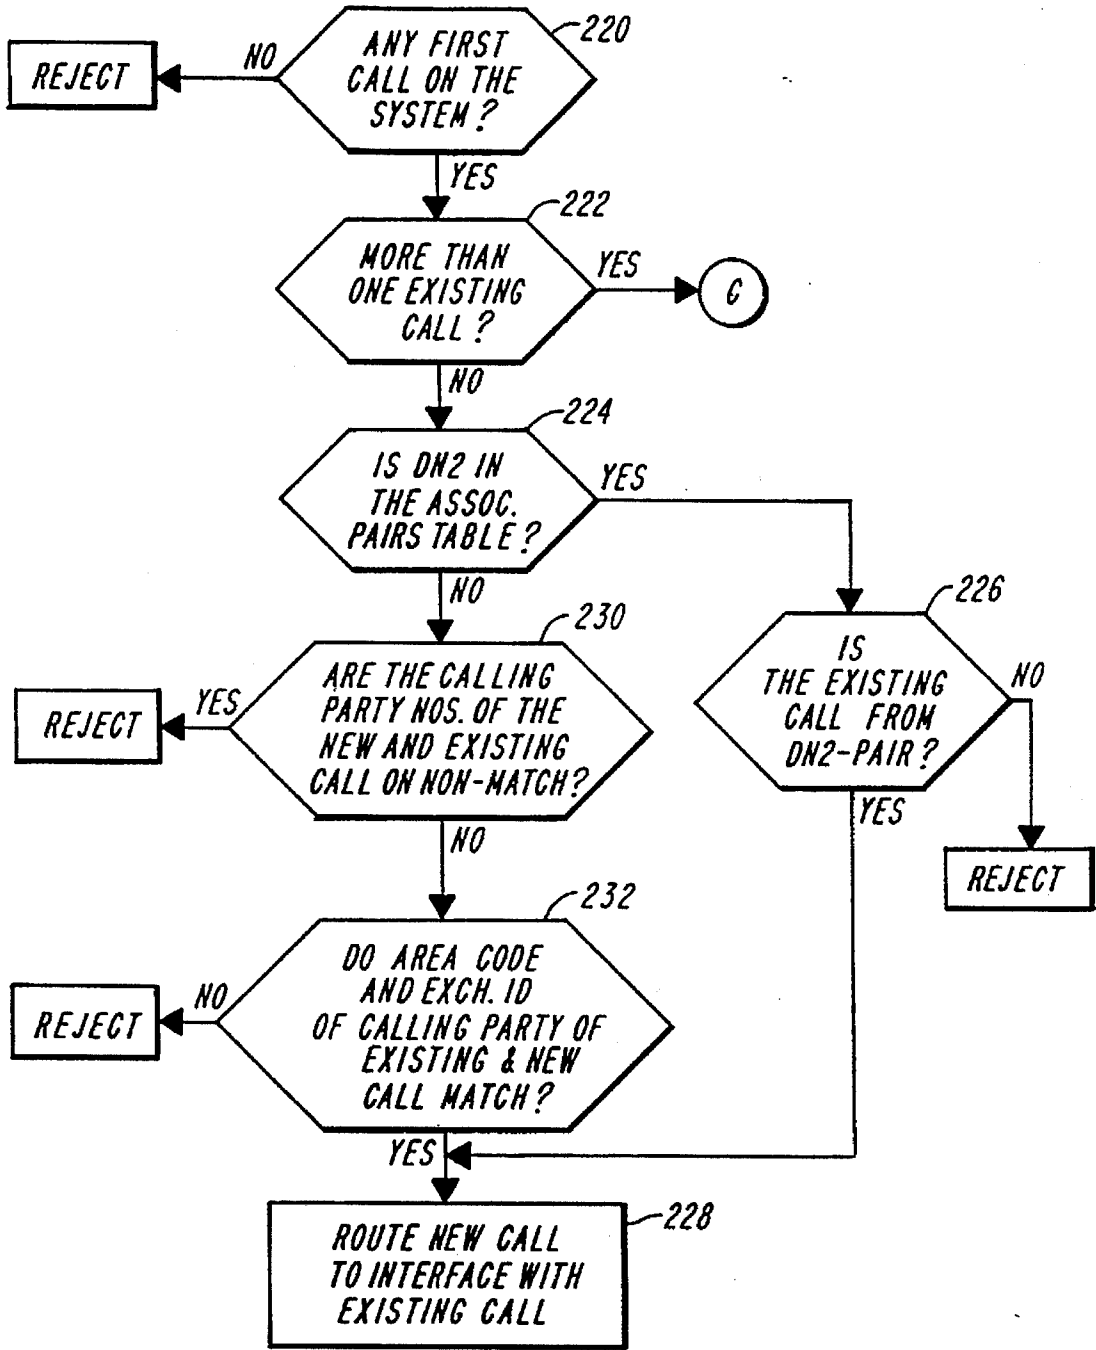 220
ANY FIRST
CALL ON THE
SYSTEM?
NO
REJECT
YES
222
MORE THAN
ONE EXISTING
CALL?
YES
G
NO
224
IS DN2 IN
THE ASSOC.
PAIRS TABLE?
YES
NO
226
IS
THE EXISTING
CALL FROM
DN2-PAIR?
NO
REJECT
YES
230
ARE THE CALLING
PARTY NOS. OF THE
NEW AND EXISTING
CALL ON NON-MATCH?
YES
REJECT
NO
232
DO AREA CODE
AND EXCH. ID
OF CALLING PARTY OF
EXISTING & NEW
CALL MATCH?
NO
REJECT
YES
228
ROUTE NEW CALL
TO INTERFACE WITH
EXISTING CALL